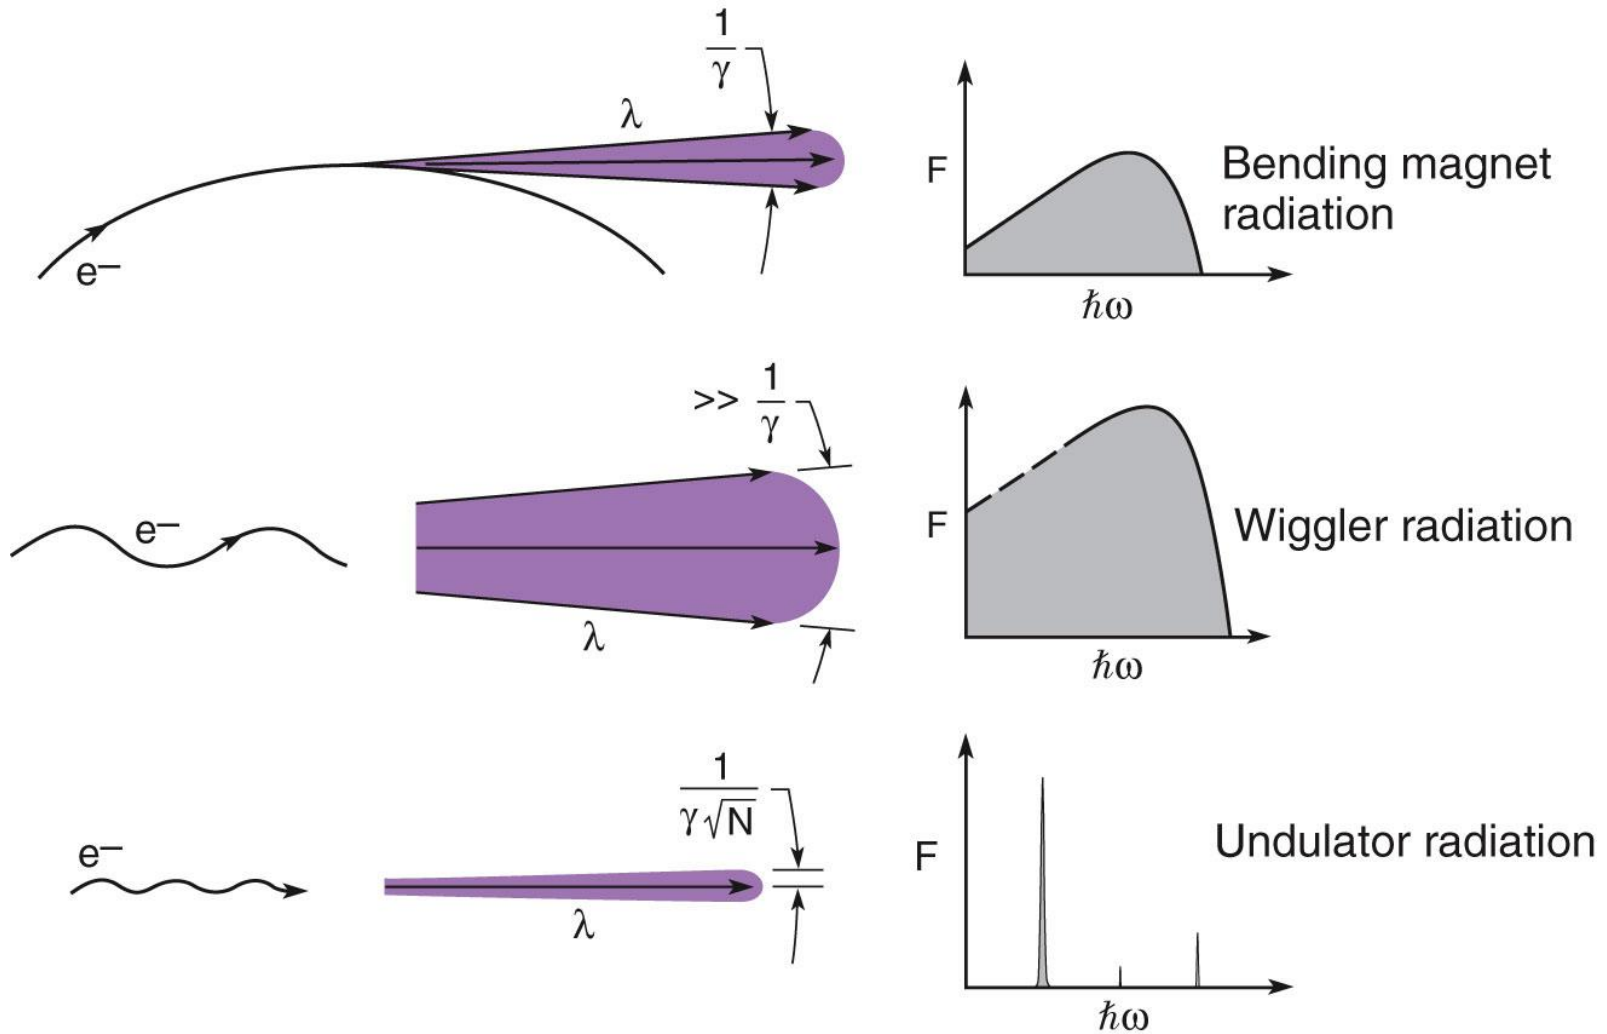 1
γ
λ
e–
F
ħω
Bending magnet
radiation
>> 1
γ
e–
λ
F
ħω
Wiggler radiation
1
γ√N
e–
λ
F
ħω
Undulator radiation